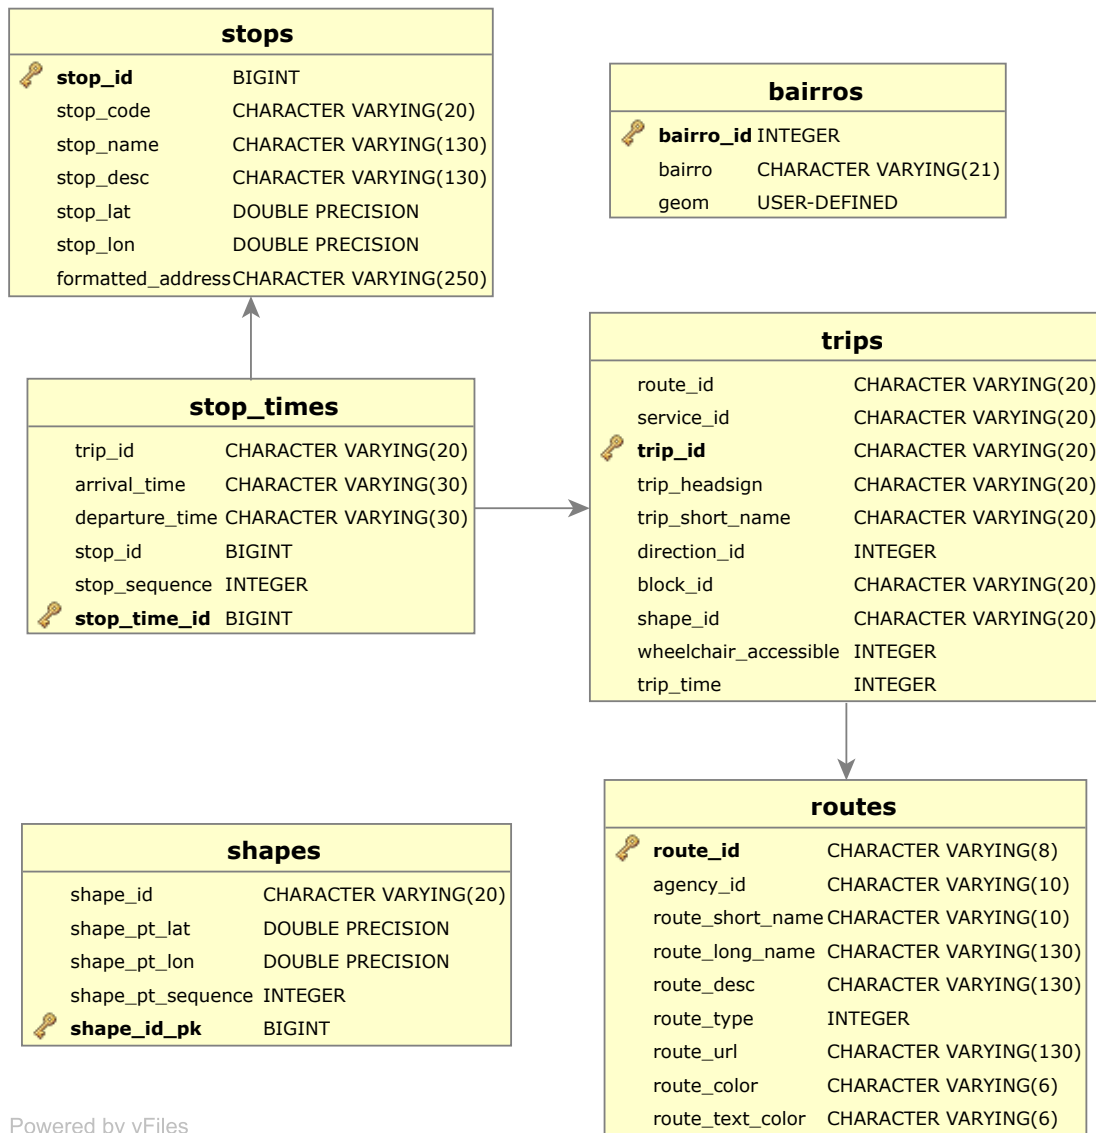 stops
stop_id BIGINT
stop_code CHARACTER VARYING(20)
stop_name CHARACTER VARYING(130)
stop_desc CHARACTER VARYING(130)
stop_lat DOUBLE PRECISION
stop_lon DOUBLE PRECISION
formatted_address CHARACTER VARYING(250)
bairros
bairro_id INTEGER
bairro CHARACTER VARYING(21)
geom USER-DEFINED
stop_times
trip_id CHARACTER VARYING(20)
arrival_time CHARACTER VARYING(30)
departure_time CHARACTER VARYING(30)
stop_id BIGINT
stop_sequence INTEGER
stop_time_id BIGINT
trips
route_id CHARACTER VARYING(20)
service_id CHARACTER VARYING(20)
trip_id CHARACTER VARYING(20)
trip_headsign CHARACTER VARYING(20)
trip_short_name CHARACTER VARYING(20)
direction_id INTEGER
block_id CHARACTER VARYING(20)
shape_id CHARACTER VARYING(20)
wheelchair_accessible INTEGER
trip_time INTEGER
shapes
shape_id CHARACTER VARYING(20)
shape_pt_lat DOUBLE PRECISION
shape_pt_lon DOUBLE PRECISION
shape_pt_sequence INTEGER
shape_id_pk BIGINT
routes
route_id CHARACTER VARYING(8)
agency_id CHARACTER VARYING(10)
route_short_name CHARACTER VARYING(10)
route_long_name CHARACTER VARYING(130)
route_desc CHARACTER VARYING(130)
route_type INTEGER
route_url CHARACTER VARYING(130)
route_color CHARACTER VARYING(6)
route_text_color CHARACTER VARYING(6)
Powered by yFiles